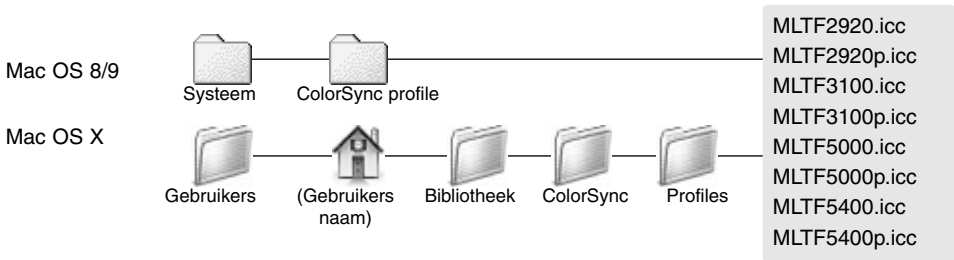 Mac OS 8/9
Systeem
ColorSync profile
Mac OS X
Gebruikers
(Gebruikers
naam)
Bibliotheek
ColorSync
Profiles
MLTF2920.icc
MLTF2920p.icc
MLTF3100.icc
MLTF3100p.icc
MLTF5000.icc
MLTF5000p.icc
MLTF5400.icc
MLTF5400p.icc